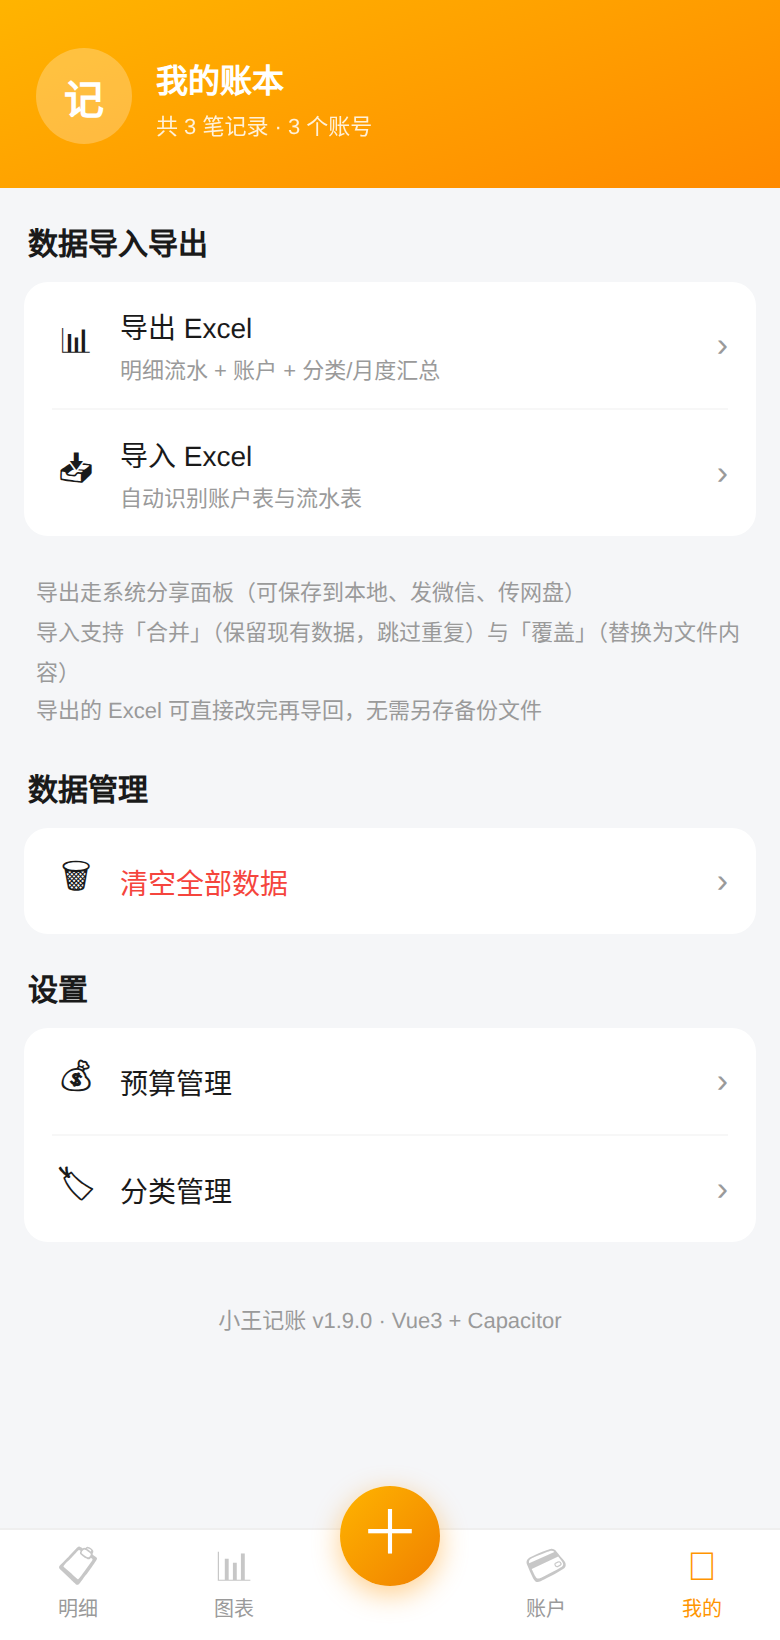 记
我的账本
共 3 笔记录 · 3 个账号
数据导入导出
导出 Excel
明细流水 + 账户 + 分类/月度汇总
导入 Excel
自动识别账户表与流水表
导出走系统分享面板（可保存到本地、发微信、传网盘）
导入支持「合并」（保留现有数据，跳过重复）与「覆盖」（替换为文件内
容）
导出的 Excel 可直接改完再导回，无需另存备份文件
数据管理
清空全部数据
设置
预算管理
分类管理
小王记账 v1.9.0 · Vue3 + Capacitor
明细
图表
账户
我的